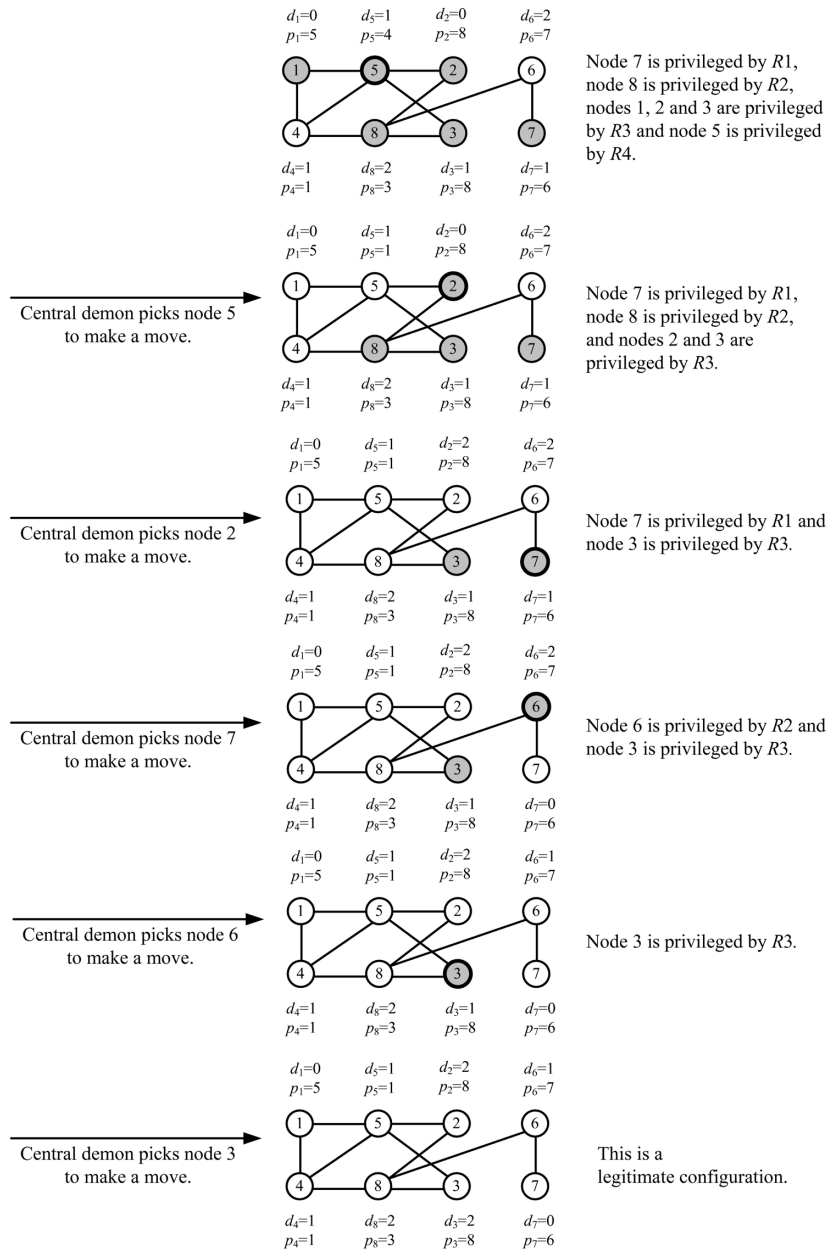 d1=0 d5=1 d2=0 d6=2
p1=5 p5=4 p2=8 p6=7
1 5 2 6
4 8 3 7
d4=1 d8=2 d3=1 d7=1
p4=1 p8=3 p3=8 p7=6
Node 7 is privileged by R1,
node 8 is privileged by R2,
nodes 1, 2 and 3 are privileged
by R3 and node 5 is privileged
by R4.
Central demon picks node 5
to make a move.
d1=0 d5=1 d2=0 d6=2
p1=5 p5=1 p2=8 p6=7
1 5 2 6
4 8 3 7
d4=1 d8=2 d3=1 d7=1
p4=1 p8=3 p3=8 p7=6
Node 7 is privileged by R1,
node 8 is privileged by R2,
and nodes 2 and 3 are
privileged by R3.
Central demon picks node 2
to make a move.
d1=0 d5=1 d2=2 d6=2
p1=5 p5=1 p2=8 p6=7
1 5 2 6
4 8 3 7
d4=1 d8=2 d3=1 d7=1
p4=1 p8=3 p3=8 p7=6
Node 7 is privileged by R1 and
node 3 is privileged by R3.
Central demon picks node 7
to make a move.
d1=0 d5=1 d2=2 d6=2
p1=5 p5=1 p2=8 p6=7
1 5 2 6
4 8 3 7
d4=1 d8=2 d3=1 d7=0
p4=1 p8=3 p3=8 p7=6
Node 6 is privileged by R2 and
node 3 is privileged by R3.
Central demon picks node 6
to make a move.
d1=0 d5=1 d2=2 d6=1
p1=5 p5=1 p2=8 p6=7
1 5 2 6
4 8 3 7
d4=1 d8=2 d3=1 d7=0
p4=1 p8=3 p3=8 p7=6
Node 3 is privileged by R3.
Central demon picks node 3
to make a move.
d1=0 d5=1 d2=2 d6=1
p1=5 p5=1 p2=8 p6=7
1 5 2 6
4 8 3 7
d4=1 d8=2 d3=2 d7=0
p4=1 p8=3 p3=8 p7=6
This is a
legitimate configuration.